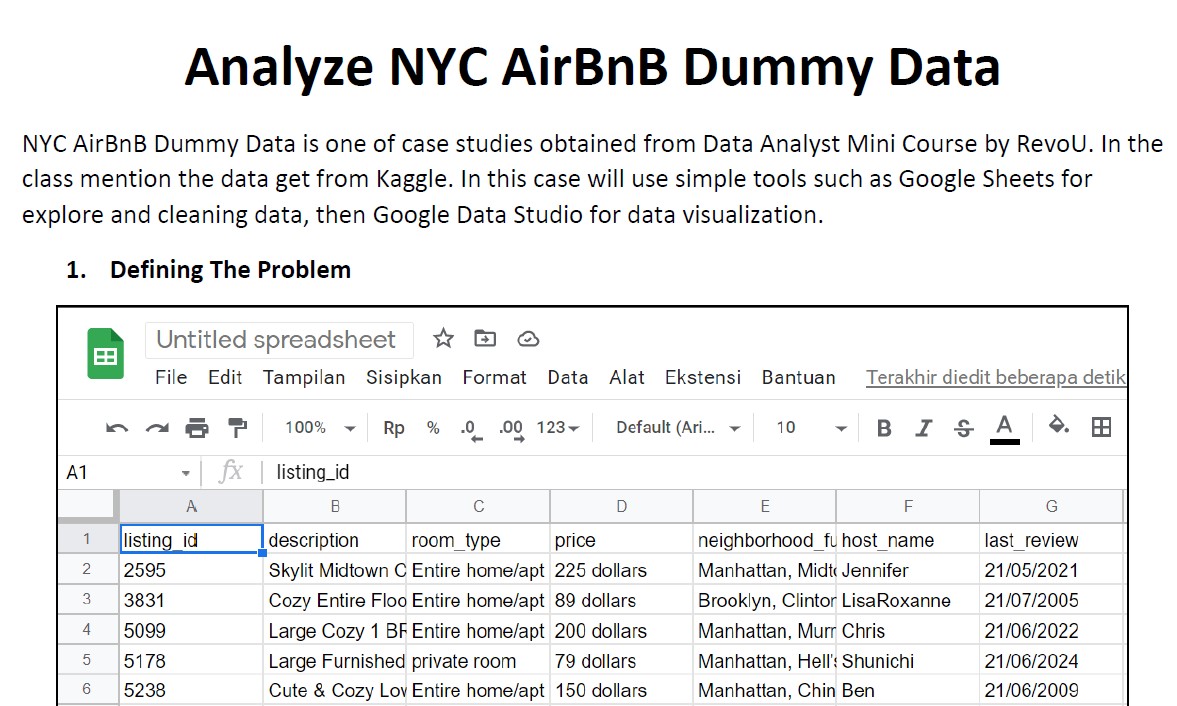 Analyze NYC AirBnB Dummy Data
NYC AirBnB Dummy Data is one of case studies obtained from Data Analyst Mini Course by RevoU. In the
class mention the data get from Kaggle. In this case will use simple tools such as Google Sheets for
explore and cleaning data, then Google Data Studio for data visualization.
1. Defining The Problem
Untitled spreadsheet
File Edit Tampilan Sisipkan Format Data Alat Ekstensi Bantuan Terakhir diedit beberapa detik
100% Rp % .0 .00 123 Default (Ari... 10 B I S A
A1 fx listing_id
A B C D E F G
1 listing_id description room_type price neighborhood_fu host_name last_review
2 2595 Skylit Midtown C Entire home/apt 225 dollars Manhattan, Midt Jennifer 21/05/2021
3 3831 Cozy Entire Floo Entire home/apt 89 dollars Brooklyn, Clinton LisaRoxanne 21/07/2005
4 5099 Large Cozy 1 BR Entire home/apt 200 dollars Manhattan, Murr Chris 21/06/2022
5 5178 Large Furnished private room 79 dollars Manhattan, Hell's Shunichi 21/06/2024
6 5238 Cute & Cozy Low Entire home/apt 150 dollars Manhattan, Chin Ben 21/06/2009